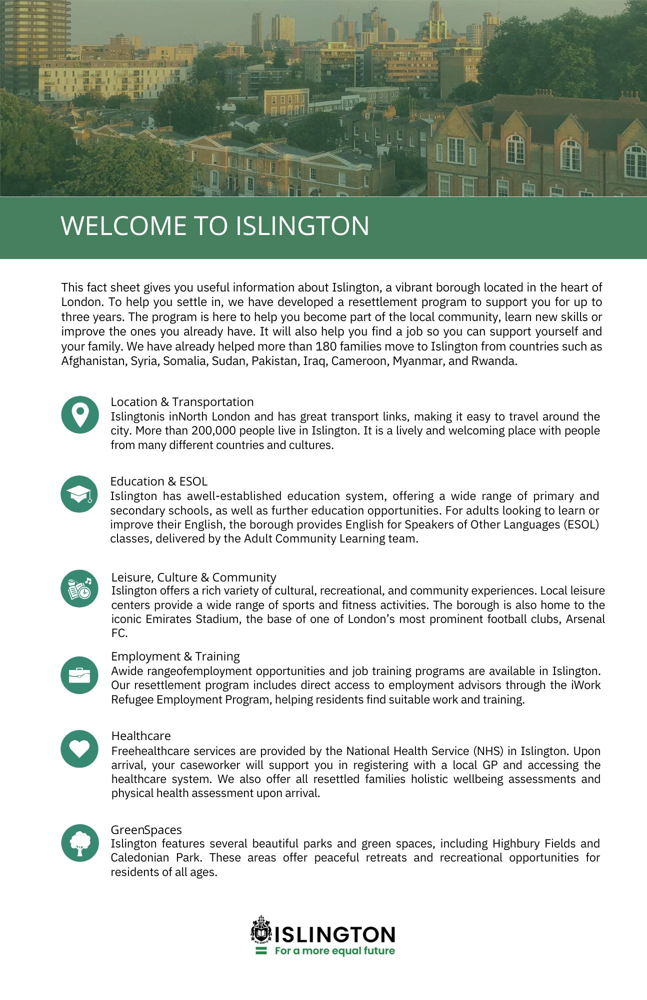 WELCOME TO ISLINGTON
This fact sheet gives you useful information about Islington, a vibrant borough located in the heart of
London. To help you settle in, we have developed a resettlement program to support you for up to
three years. The program is here to help you become part of the local community, learn new skills or
improve the ones you already have. It will also help you find a job so you can support yourself and
your family. We have already helped more than 180 families move to Islington from countries such as
Afghanistan, Syria, Somalia, Sudan, Pakistan, Iraq, Cameroon, Myanmar, and Rwanda.
Location & Transportation
Islingtonis inNorth London and has great transport links, making it easy to travel around the
city. More than 200,000 people live in Islington. It is a lively and welcoming place with people
from many different countries and cultures.
Education & ESOL
Islington has awell-established education system, offering a wide range of primary and
secondary schools, as well as further education opportunities. For adults looking to learn or
improve their English, the borough provides English for Speakers of Other Languages (ESOL)
classes, delivered by the Adult Community Learning team.
Leisure, Culture & Community
Islington offers a rich variety of cultural, recreational, and community experiences. Local leisure
centers provide a wide range of sports and fitness activities. The borough is also home to the
iconic Emirates Stadium, the base of one of London’s most prominent football clubs, Arsenal
FC.
Employment & Training
Awide rangeofemployment opportunities and job training programs are available in Islington.
Our resettlement program includes direct access to employment advisors through the iWork
Refugee Employment Program, helping residents find suitable work and training.
Healthcare
Freehealthcare services are provided by the National Health Service (NHS) in Islington. Upon
arrival, your caseworker will support you in registering with a local GP and accessing the
healthcare system. We also offer all resettled families holistic wellbeing assessments and
physical health assessment upon arrival.
GreenSpaces
Islington features several beautiful parks and green spaces, including Highbury Fields and
Caledonian Park. These areas offer peaceful retreats and recreational opportunities for
residents of all ages.
WE SERVE
ISLINGTON
For a more equal future